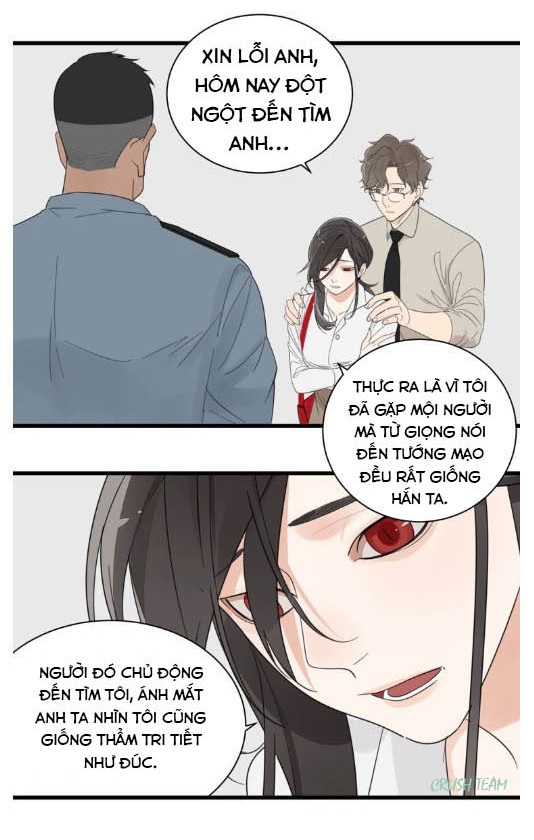 XIN LỖI ANH,
HÔM NAY ĐỘT
NGỘT ĐẾN TÌM
ANH...
THỰC RA LÀ VÌ TÔI
ĐÃ GẶP MỘI NGƯỜI
MÀ TỪ GIỌNG NÓI
ĐẾN TƯỚNG MẠO
ĐỀU RẤT GIỐNG
HẮN TA.
NGƯỜI ĐÓ CHỦ ĐỘNG
ĐẾN TÌM TÔI, ÁNH MẮT
ANH TA NHÌN TÔI CŨNG
GIỐNG THẨM TRI TIẾT
NHƯ ĐÚC.
CRUSH TEAM